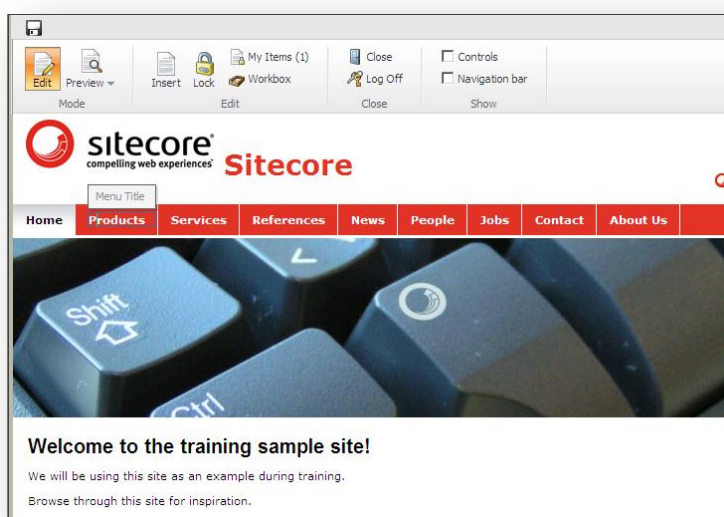 My Items (1)
Close
Controls
Edit
Preview
Insert
Lock
Workbox
Log Off
Navigation bar
Mode
Edit
Close
Show
sitecore
compelling web experiences
Sitecore
Menu Title
Home
Products
Services
References
News
People
Jobs
Contact
About Us
Shift
Ctrl
Welcome to the training sample site!
We will be using this site as an example during training.
Browse through this site for inspiration.